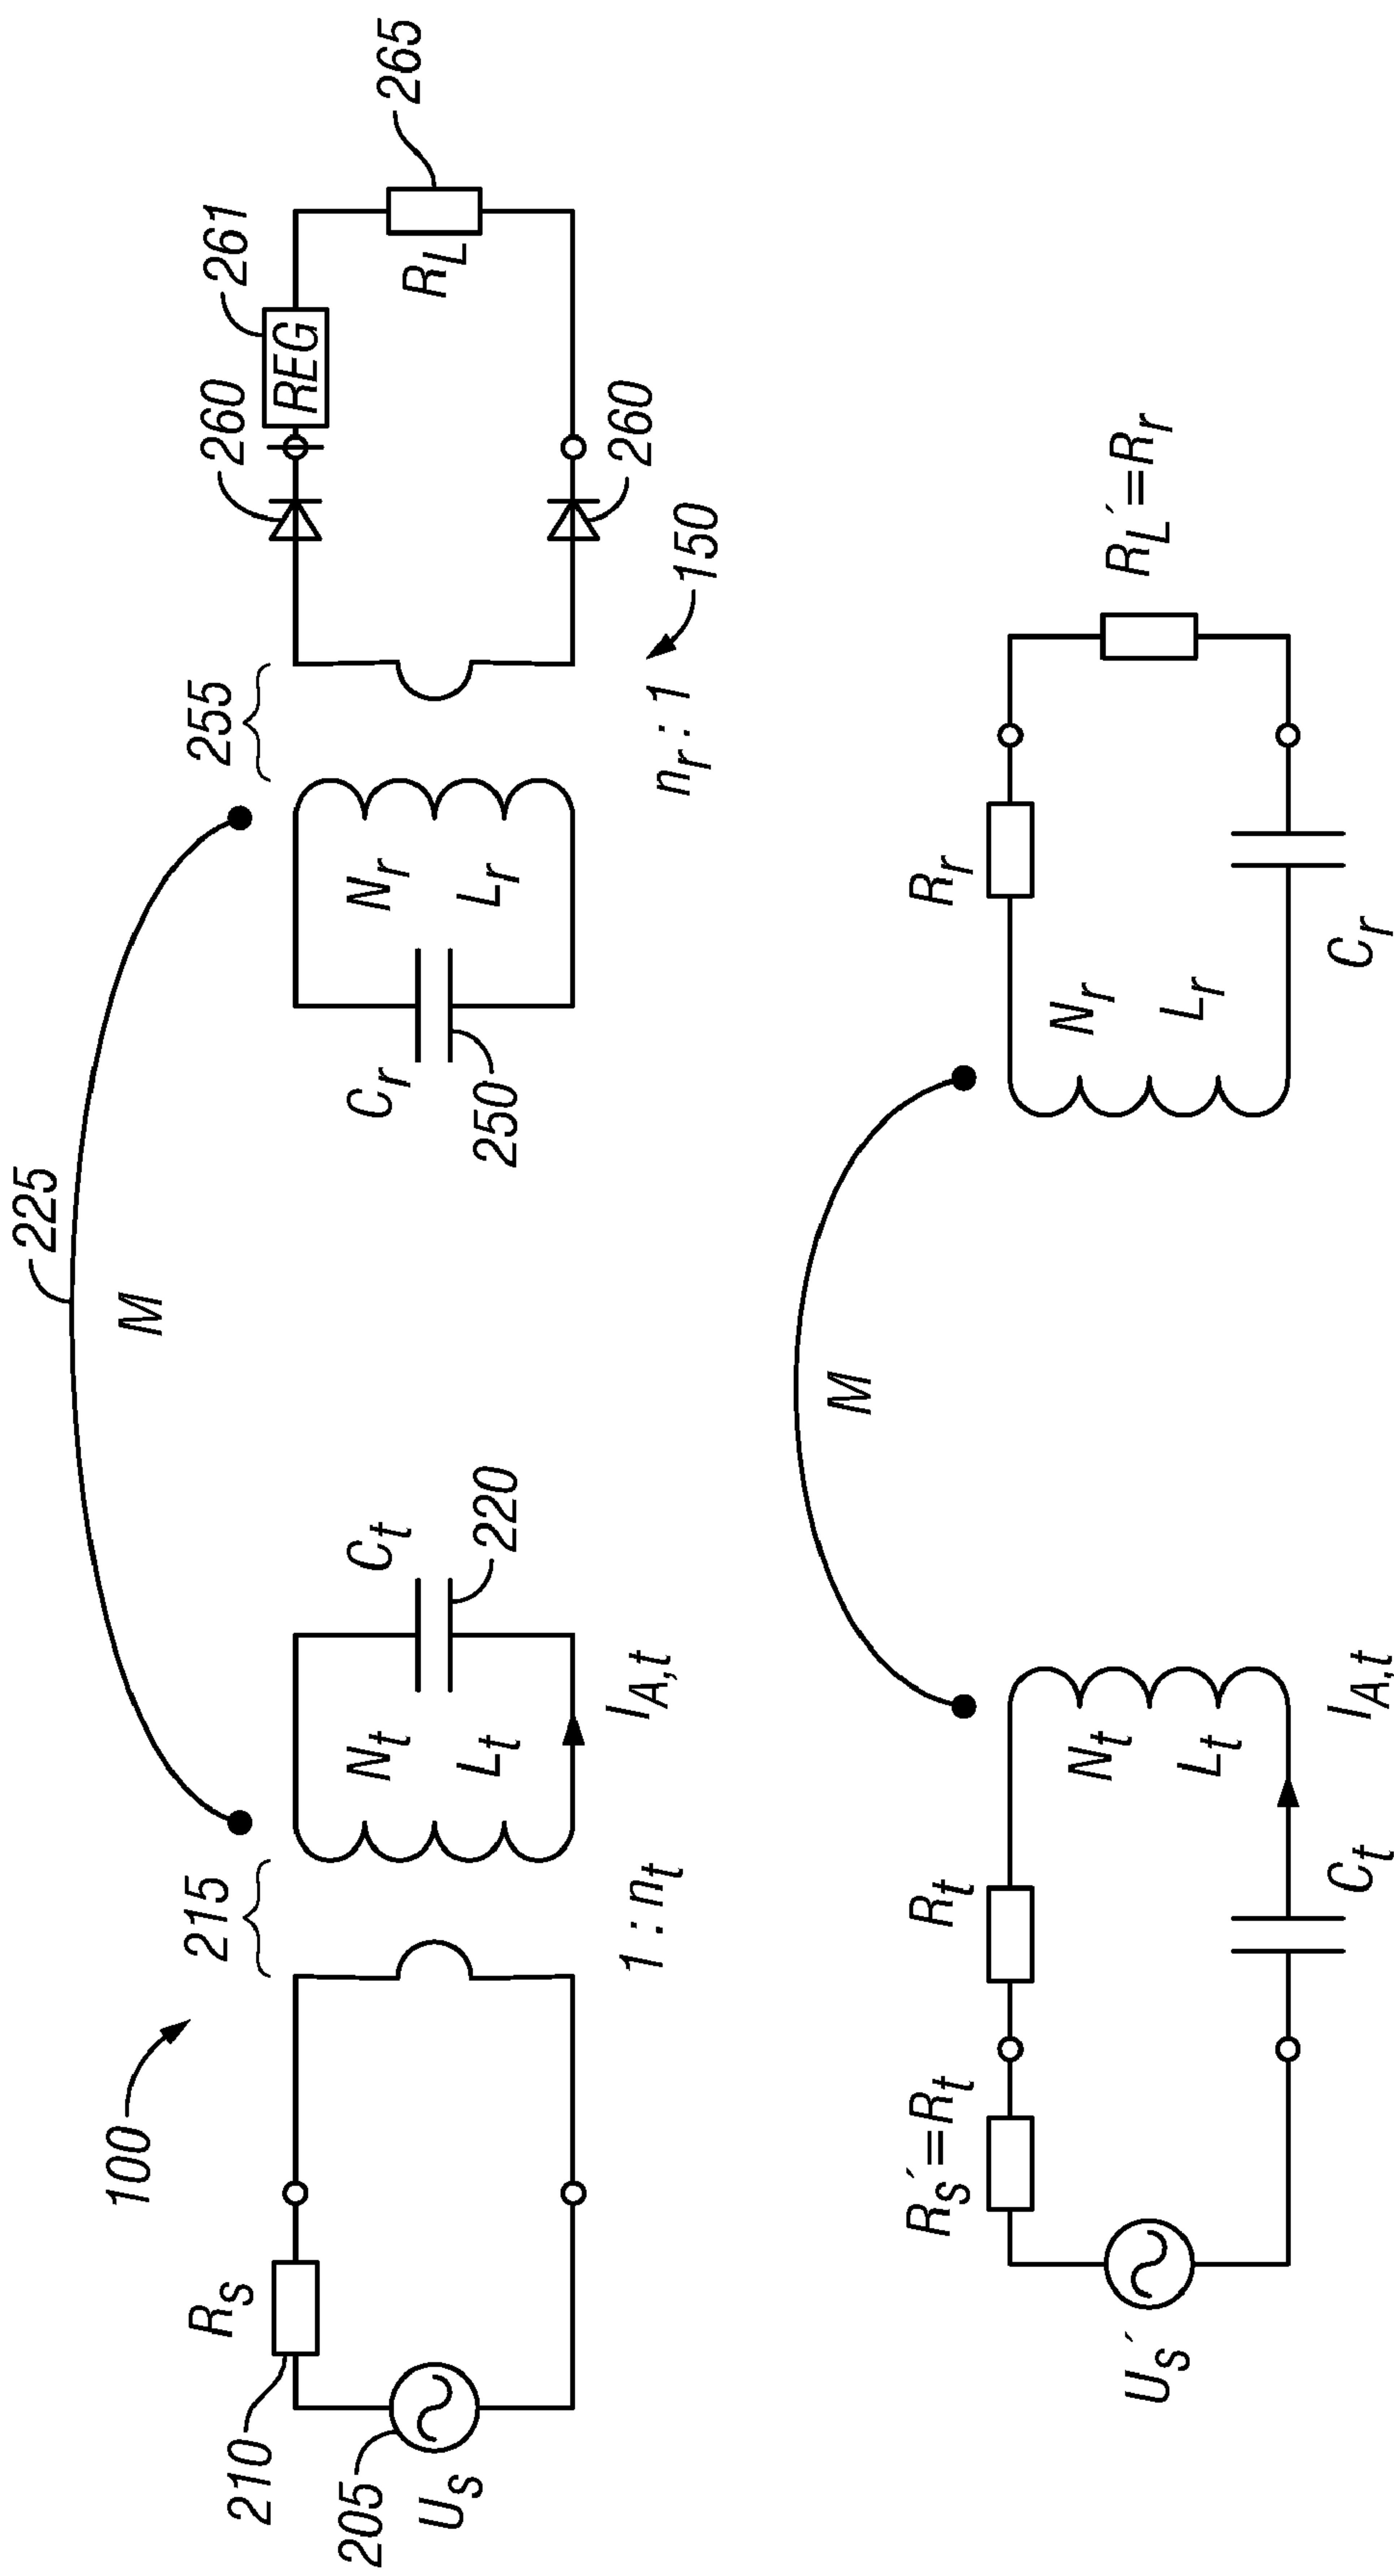 225
M
100
215
255
260
261
265
210
R_s
N_t
C_t
C_r
N_r
REG
R_L
205
U_s
L_t
220
250
L_r
260
1 : n_t
I_A,t
n_r : 1
150
M
R_s´=R_t
R_t
R_r
U_s´
N_t
L_t
N_r
L_r
R_L´=R_r
C_t
I_A,t
C_r